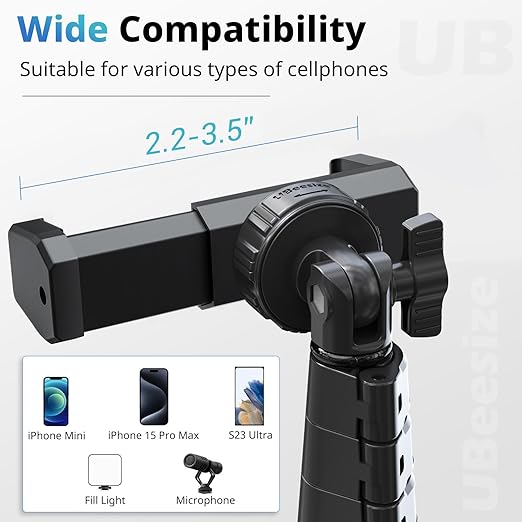 Wide Compatibility
Suitable for various types of cellphones
UB
2.2-3.5"
UBeesize
iPhone Mini
iPhone 15 Pro Max
S23 Ultra
Fill Light
Microphone
UBeesize